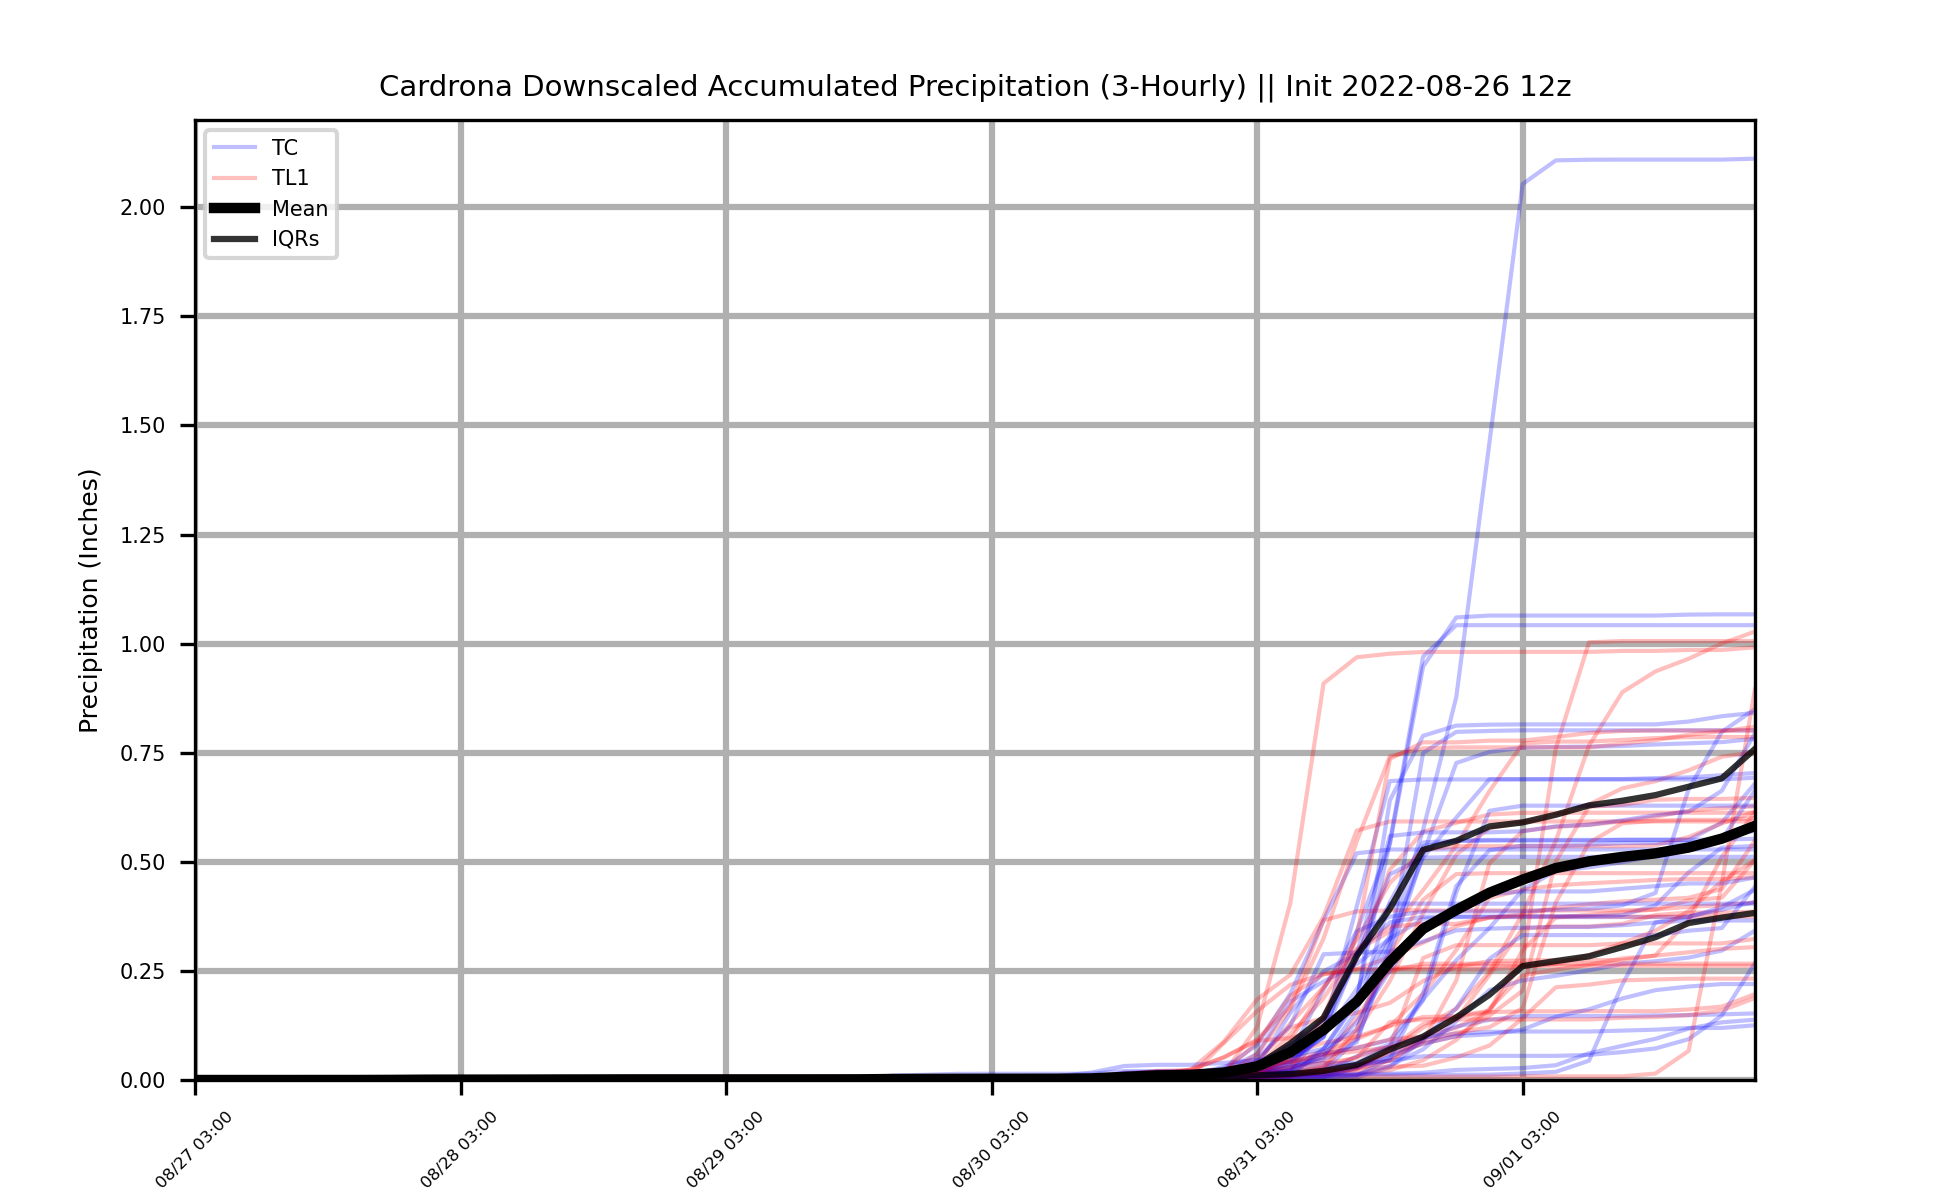 Cardrona Downscaled Accumulated Precipitation (3-Hourly) || Init 2022-08-26 12z
TC
TL1
Mean
IQRs
Precipitation (Inches)
2.00
1.75
1.50
1.25
1.00
0.75
0.50
0.25
0.00
08/27 03:00
08/28 03:00
08/29 03:00
08/30 03:00
08/31 03:00
09/01 03:00